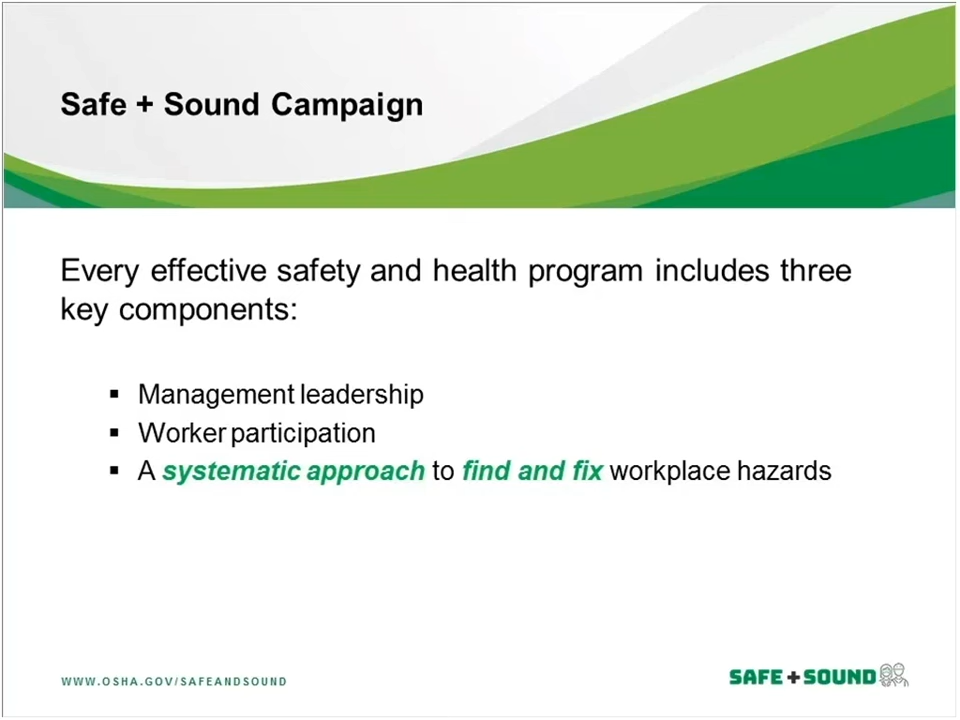 Safe + Sound Campaign
Every effective safety and health program includes three
key components:
▪ Management leadership
▪ Worker participation
▪ A systematic approach to find and fix workplace hazards
WWW.OSHA.GOV/SAFEANDSOUND
SAFE + SOUND